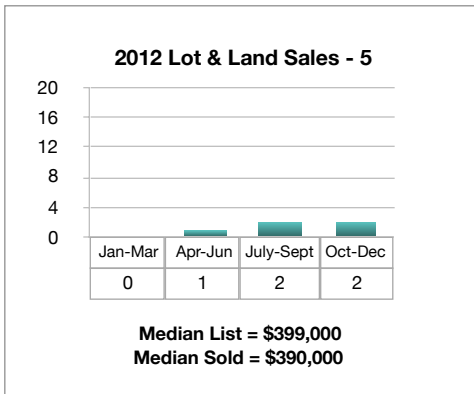 2012 Lot & Land Sales - 5
20
16
12
8
4
0
Jan-Mar Apr-Jun July-Sept Oct-Dec
0 1 2 2
Median List = $399,000
Median Sold = $390,000